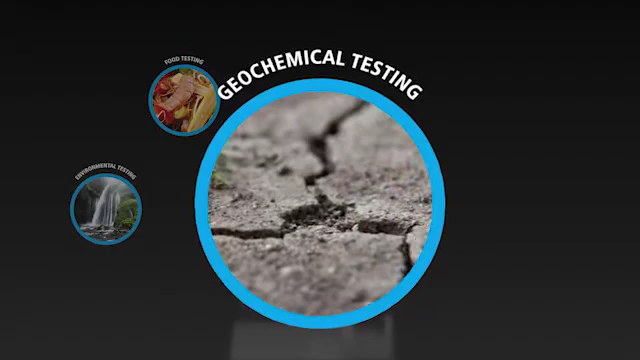 FOOD TESTING
GEOCHEMICAL TESTING
ENVIRONMENTAL TESTING